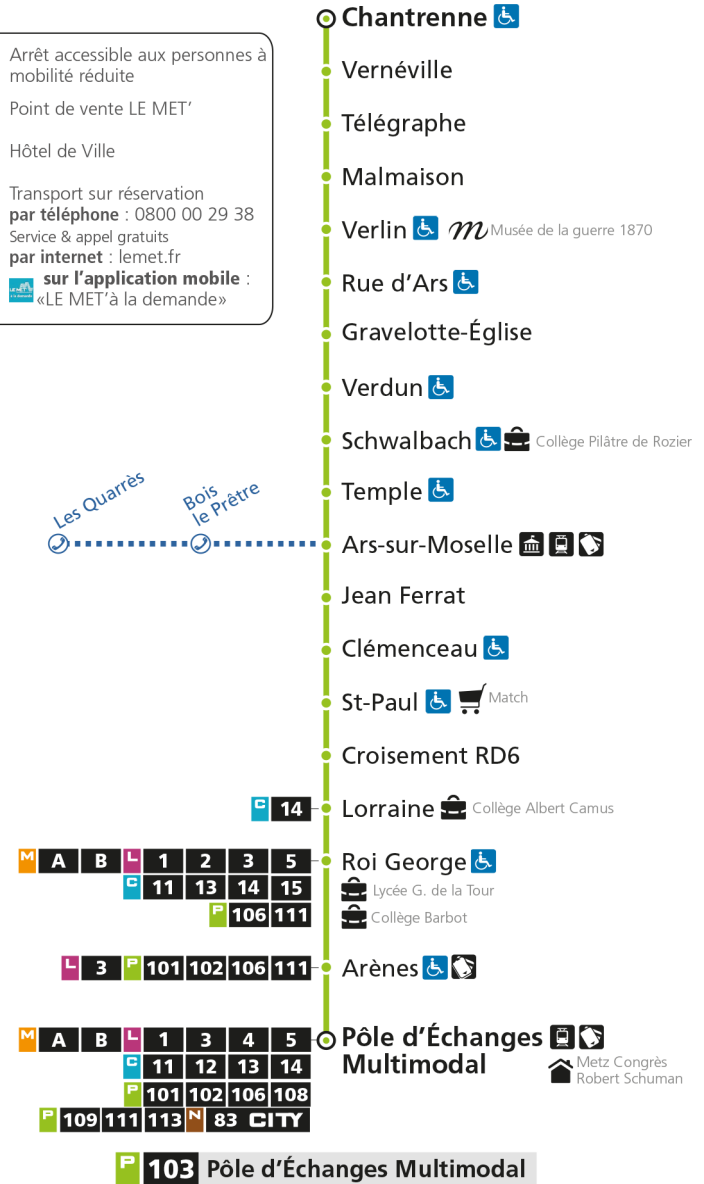 Chantrenne
Arrêt accessible aux personnes à
mobilité réduite
Point de vente LE MET’
Hôtel de Ville
Transport sur réservation
par téléphone : 0800 00 29 38
Service & appel gratuits
par internet : lemet.fr
sur l’application mobile :
«LE MET’à la demande»
Vernéville
Télégraphe
Malmaison
Verlin m Musée de la guerre 1870
Rue d’Ars
Gravelotte-Église
Verdun
Schwalbach Collège Pilâtre de Rozier
Temple
Les Quarrès
Bois
le Prêtre
Ars-sur-Moselle
Jean Ferrat
Clémenceau
St-Paul Match
Croisement RD6
C 14 Lorraine Collège Albert Camus
M A B L 1 2 3 5 Roi George
C 11 13 14 15 Lycée G. de la Tour
P 106 111 Collège Barbot
L 3 P 101 102 106 111 Arènes
M A B L 1 3 4 5 Pôle d’Échanges
C 11 12 13 14 Multimodal
Metz Congrès
Robert Schuman
P 101 102 106 108
P 109 111 113 N 83 CITY
P 103 Pôle d’Échanges Multimodal